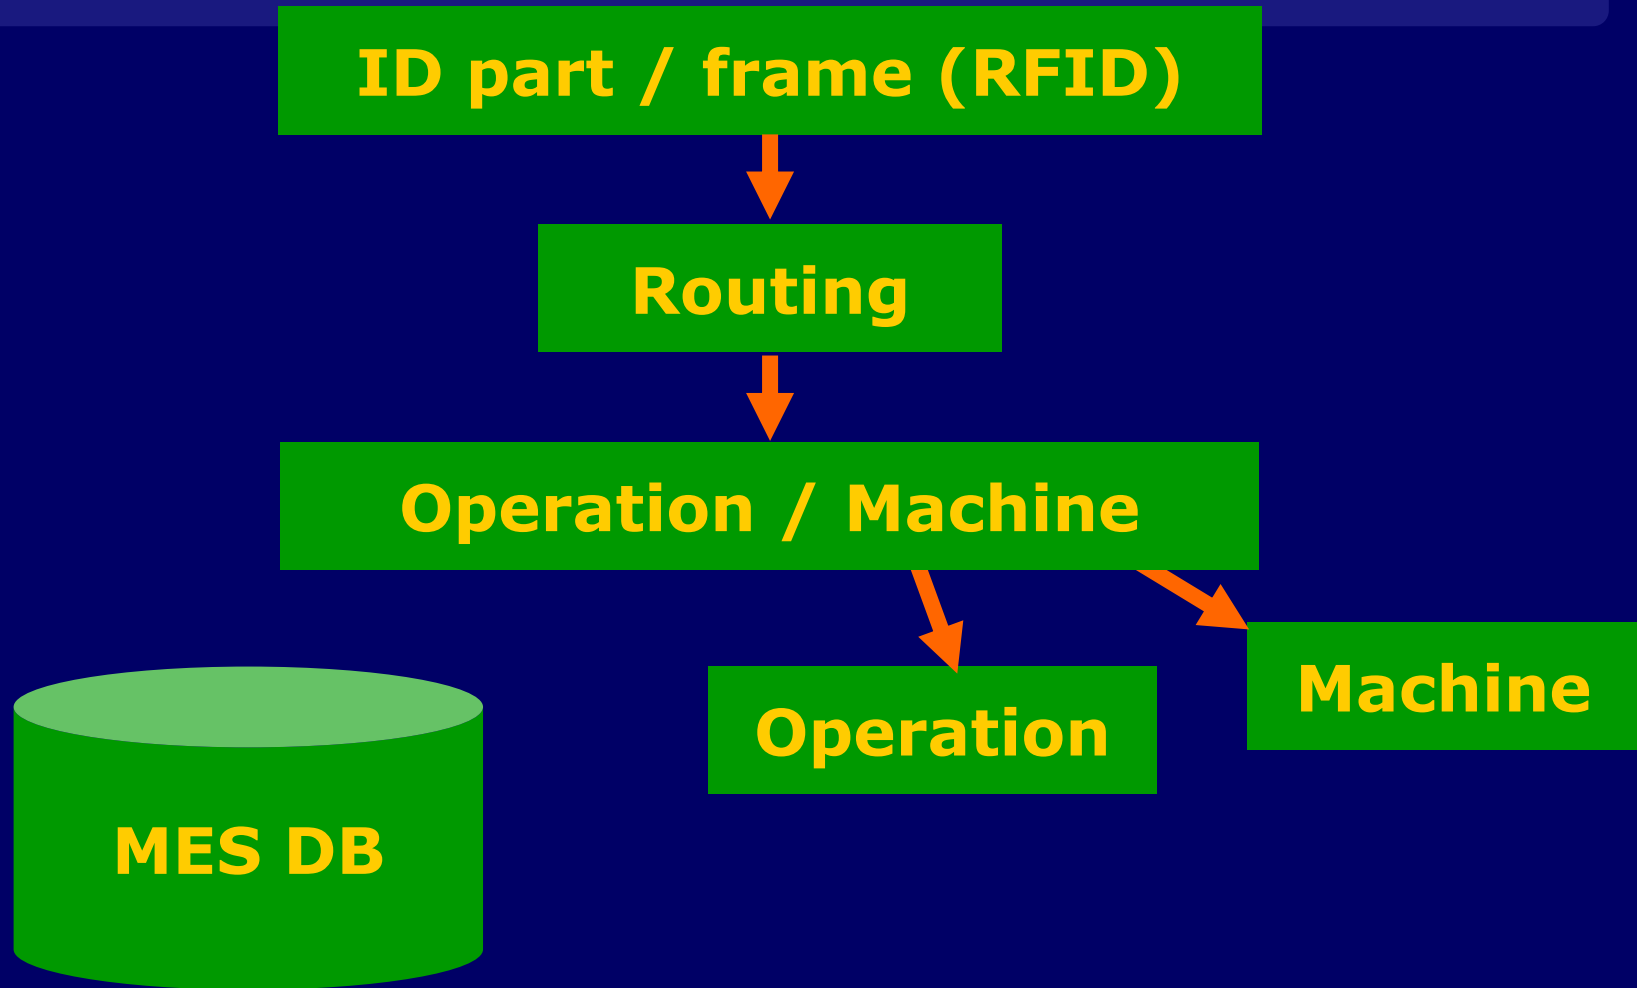 ID part / frame (RFID)
Routing
Operation / Machine
Machine
Operation
MES DB